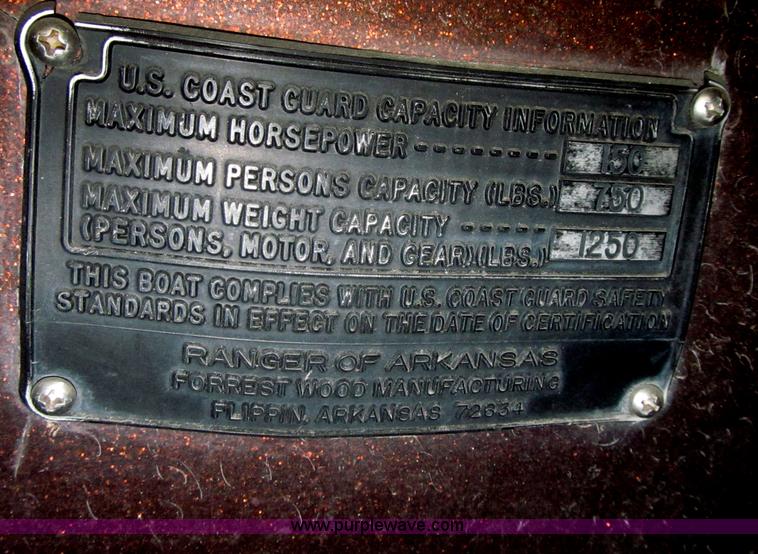 U.S. COAST GUARD CAPACITY INFORMATION
MAXIMUM HORSEPOWER - - - - - - - - - 150
MAXIMUM PERSONS CAPACITY (LBS.) 750
MAXIMUM WEIGHT CAPACITY - - - - -
(PERSONS, MOTOR, AND GEAR)(LBS.) 1250
THIS BOAT COMPLIES WITH U.S. COAST GUARD SAFETY
STANDARDS IN EFFECT ON THE DATE OF CERTIFICATION
RANGER OF ARKANSAS
FORREST WOOD MANUFACTURING
FLIPPIN, ARKANSAS 72634
www.purplewave.com